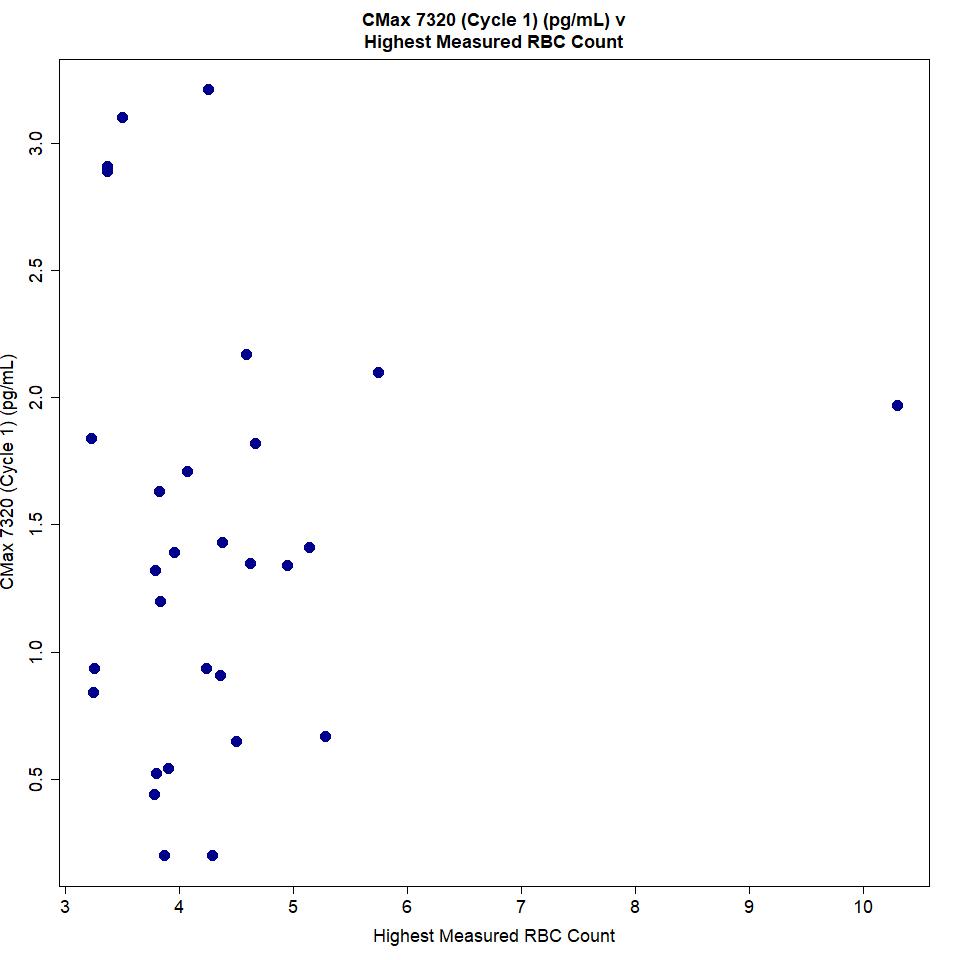 CMax 7320 (Cycle 1) (pg/mL) v
Highest Measured RBC Count
CMax 7320 (Cycle 1) (pg/mL)
3.0
2.5
2.0
1.5
1.0
0.5
3 4 5 6 7 8 9 10
Highest Measured RBC Count